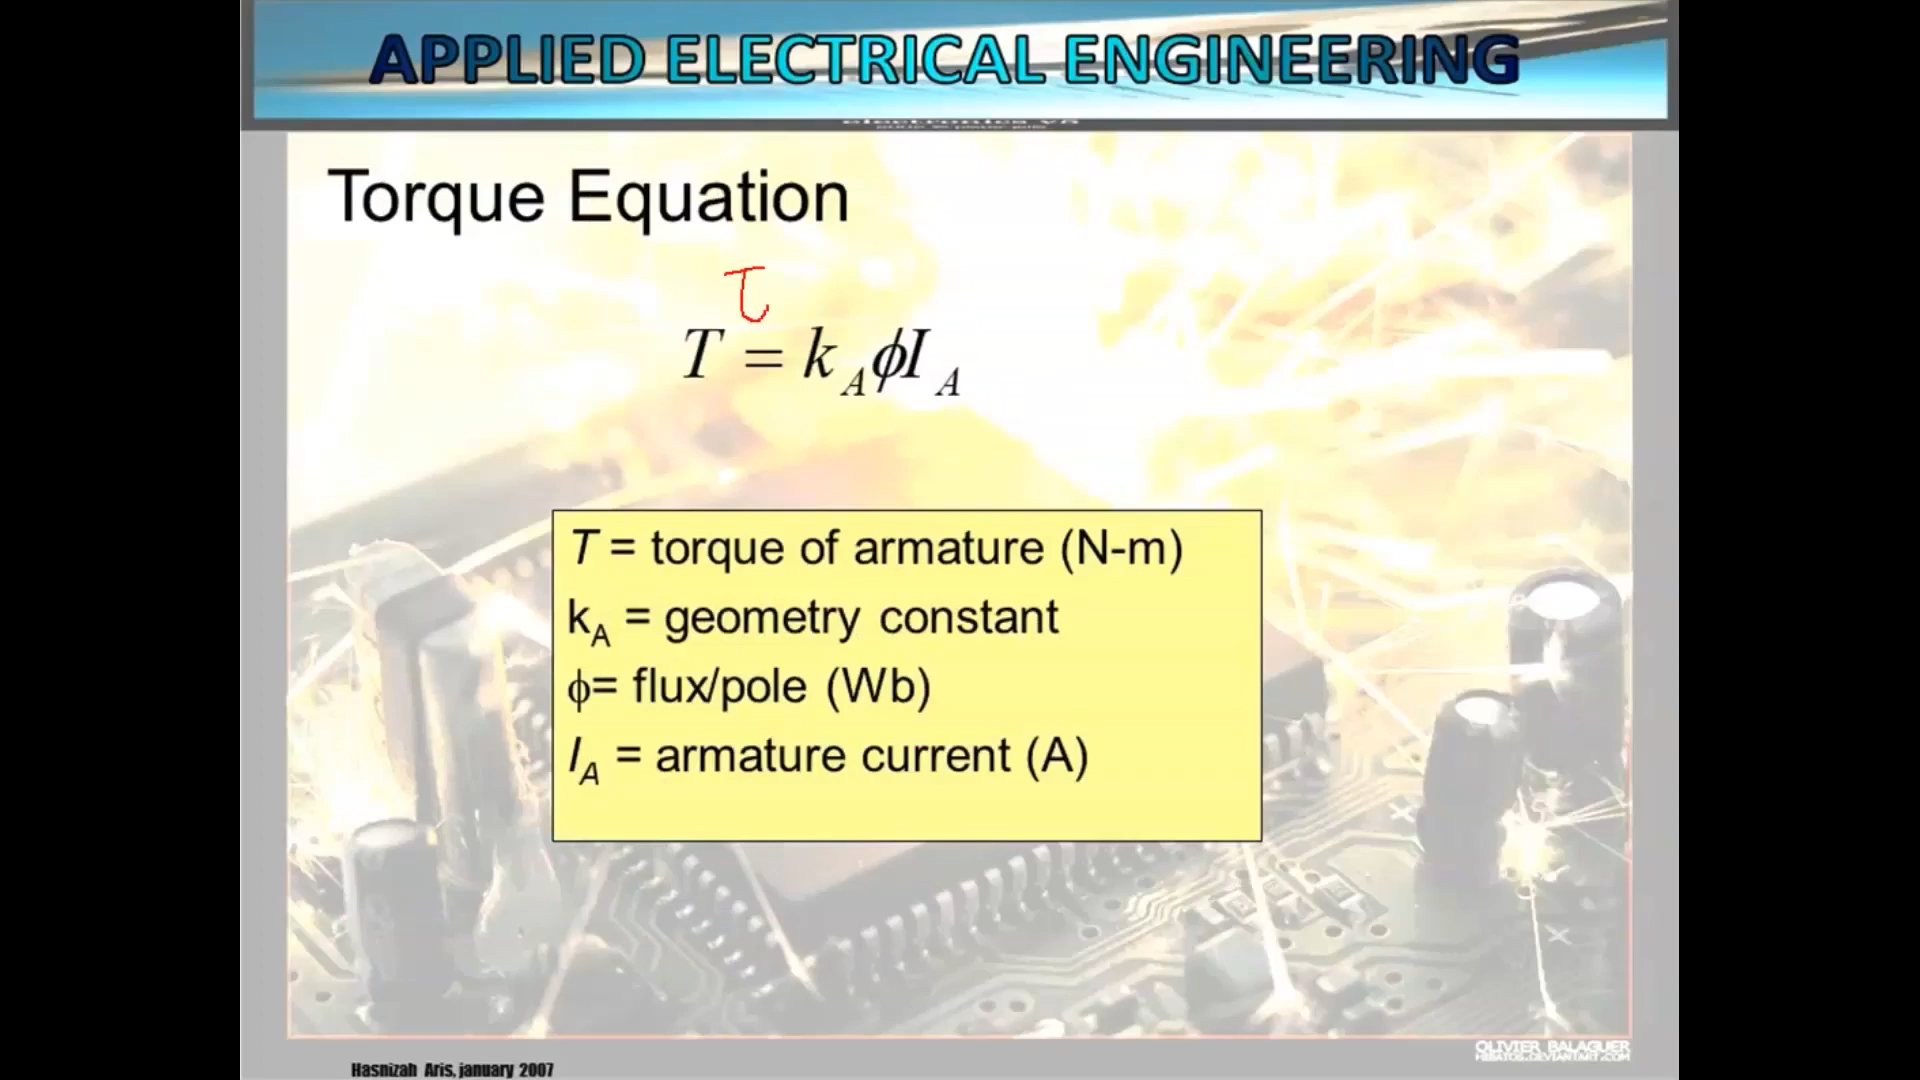 APPLIED ELECTRICAL ENGINEERING
Torque Equation
τ
T = k_A ϕI_A
T = torque of armature (N-m)
k_A = geometry constant
ϕ= flux/pole (Wb)
I_A = armature current (A)
OLIVIER BALAGUER
Hasnizah Aris, january 2007